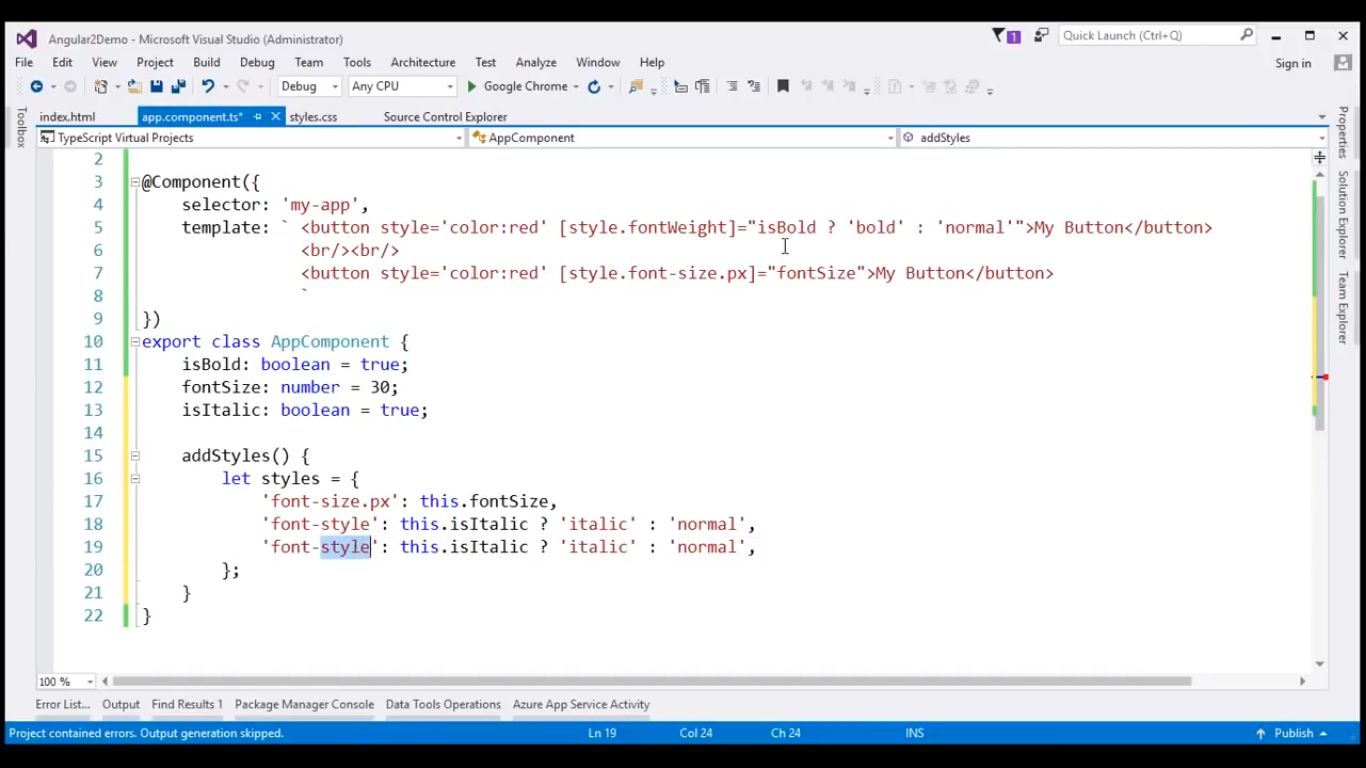 Angular2Demo - Microsoft Visual Studio (Administrator)
1
Quick Launch (Ctrl+Q)
File Edit View Project Build Debug Team Tools Architecture Test Analyze Window Help
Sign in
Debug Any CPU Google Chrome
Toolbox
index.html app.component.ts* styles.css Source Control Explorer
TypeScript Virtual Projects AppComponent addStyles
2
3 @Component({
4 selector: 'my-app',
5 template: ` <button style='color:red' [style.fontWeight]="isBold ? 'bold' : 'normal'">My Button</button>
6 <br/><br/>
7 <button style='color:red' [style.font-size.px]="fontSize">My Button</button>
8 `
9 })
10 export class AppComponent {
11 isBold: boolean = true;
12 fontSize: number = 30;
13 isItalic: boolean = true;
14
15 addStyles() {
16 let styles = {
17 'font-size.px': this.fontSize,
18 'font-style': this.isItalic ? 'italic' : 'normal',
19 'font-style': this.isItalic ? 'italic' : 'normal',
20 };
21 }
22 }
Properties
Solution Explorer
Team Explorer
100 %
Error List... Output Find Results 1 Package Manager Console Data Tools Operations Azure App Service Activity
Project contained errors. Output generation skipped. Ln 19 Col 24 Ch 24 INS Publish